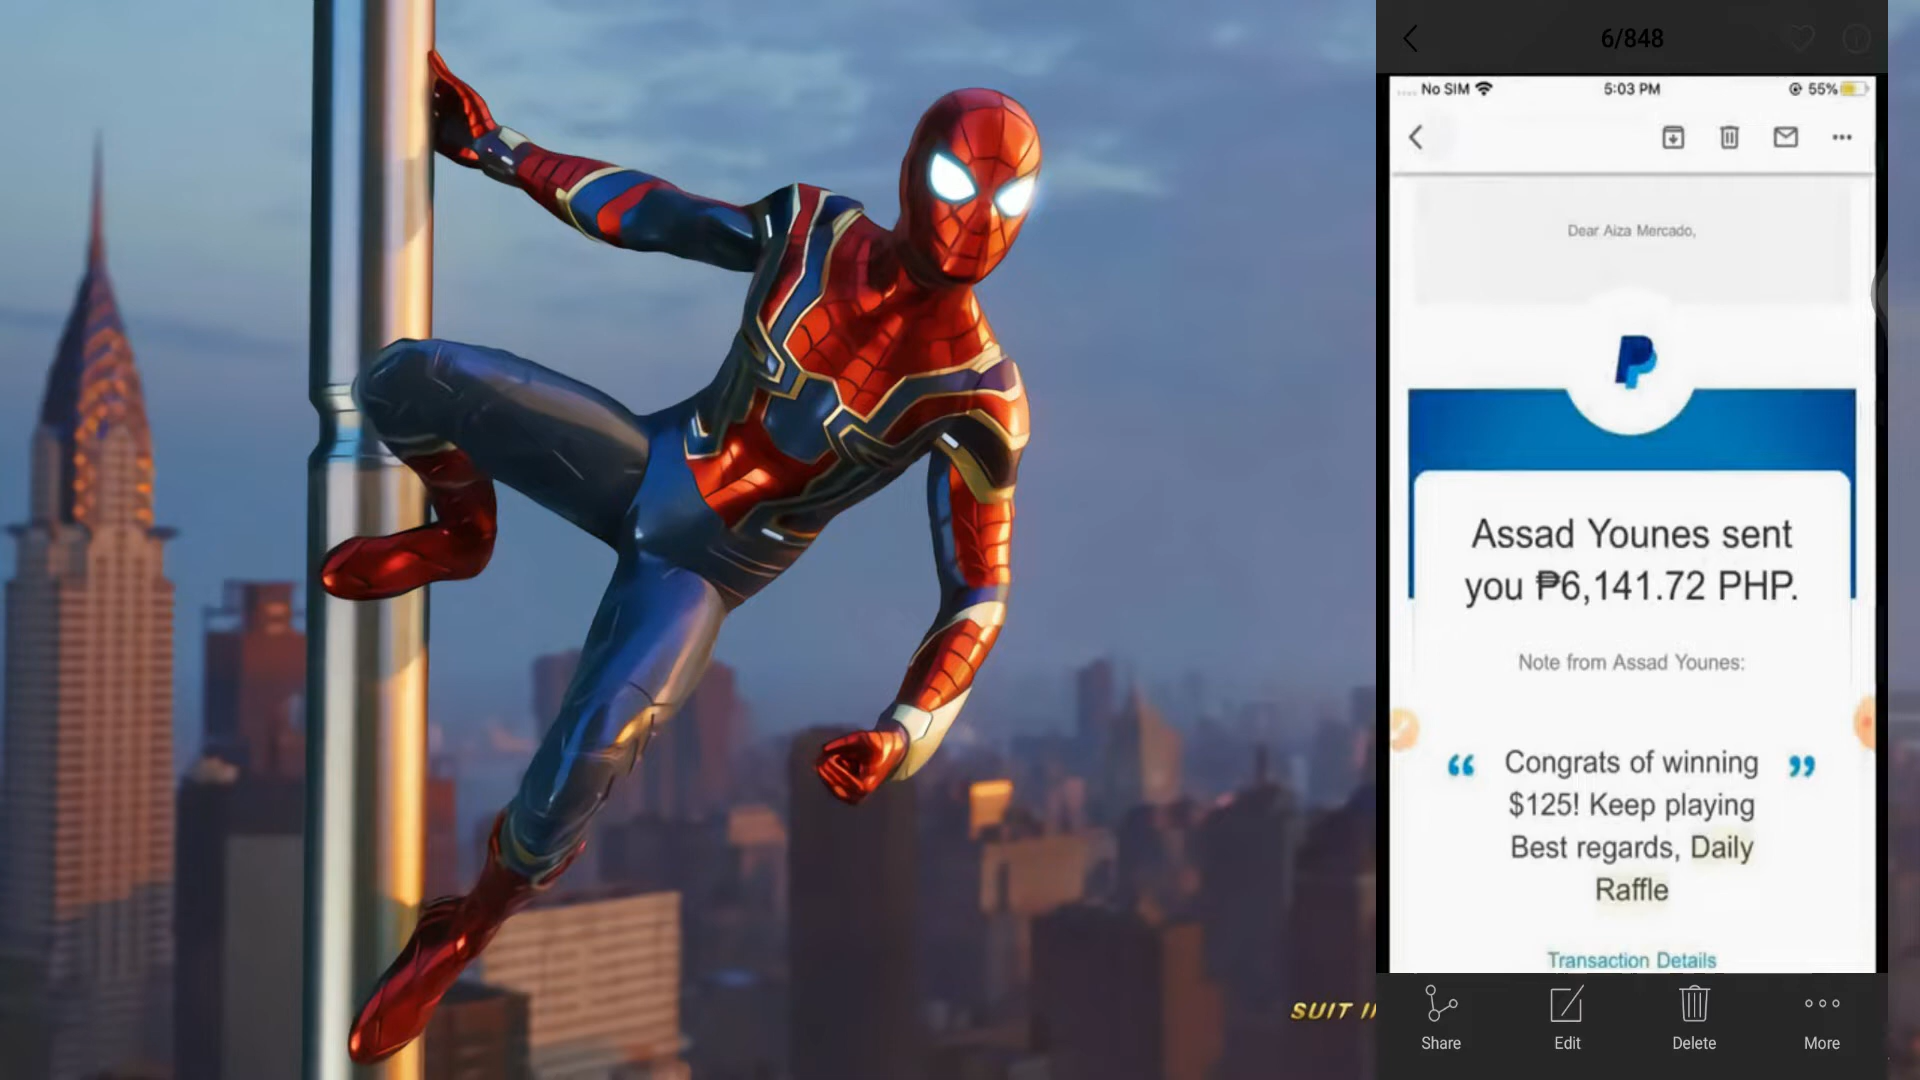 6/848
No SIM
5:03 PM
55%
Dear Aiza Mercado,
Assad Younes sent
you ₱6,141.72 PHP.
Note from Assad Younes:
“ Congrats of winning ”
$125! Keep playing
Best regards, Daily
Raffle
Transaction Details
SUIT
Share
Edit
Delete
More